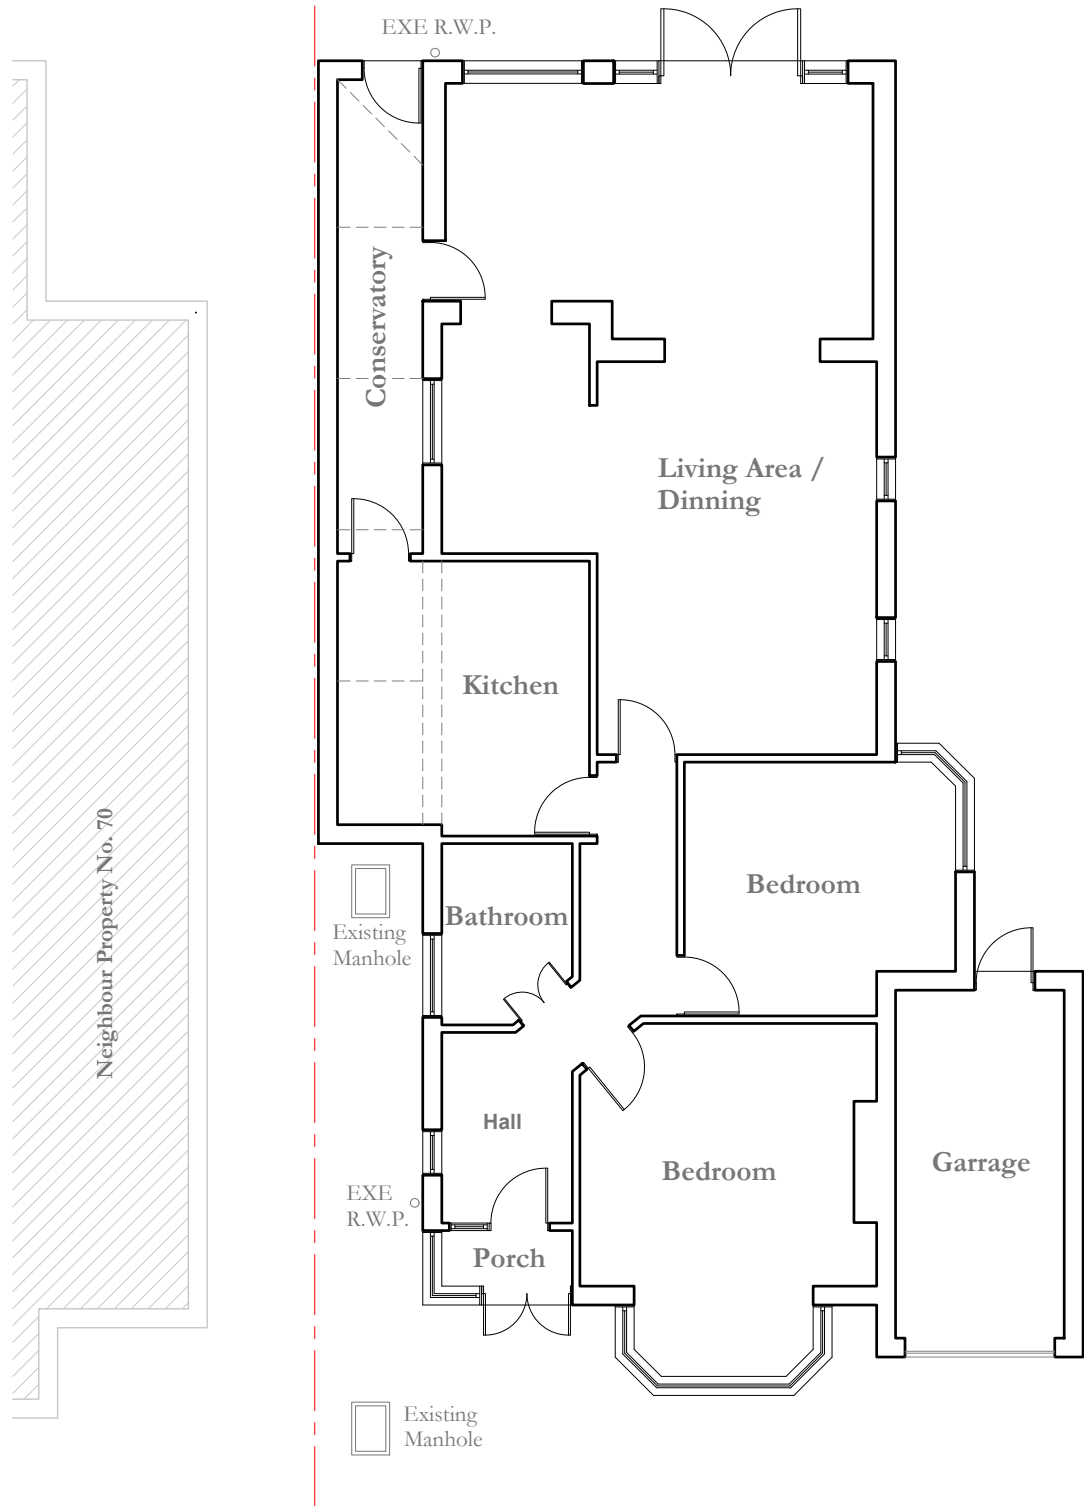 EXE R.W.P.
Conservatory
Living Area /
Dinning
Kitchen
Neighbour Property No. 70
Bedroom
Bathroom
Existing
Manhole
Hall
Bedroom
Garrage
EXE
R.W.P.
Porch
Existing
Manhole